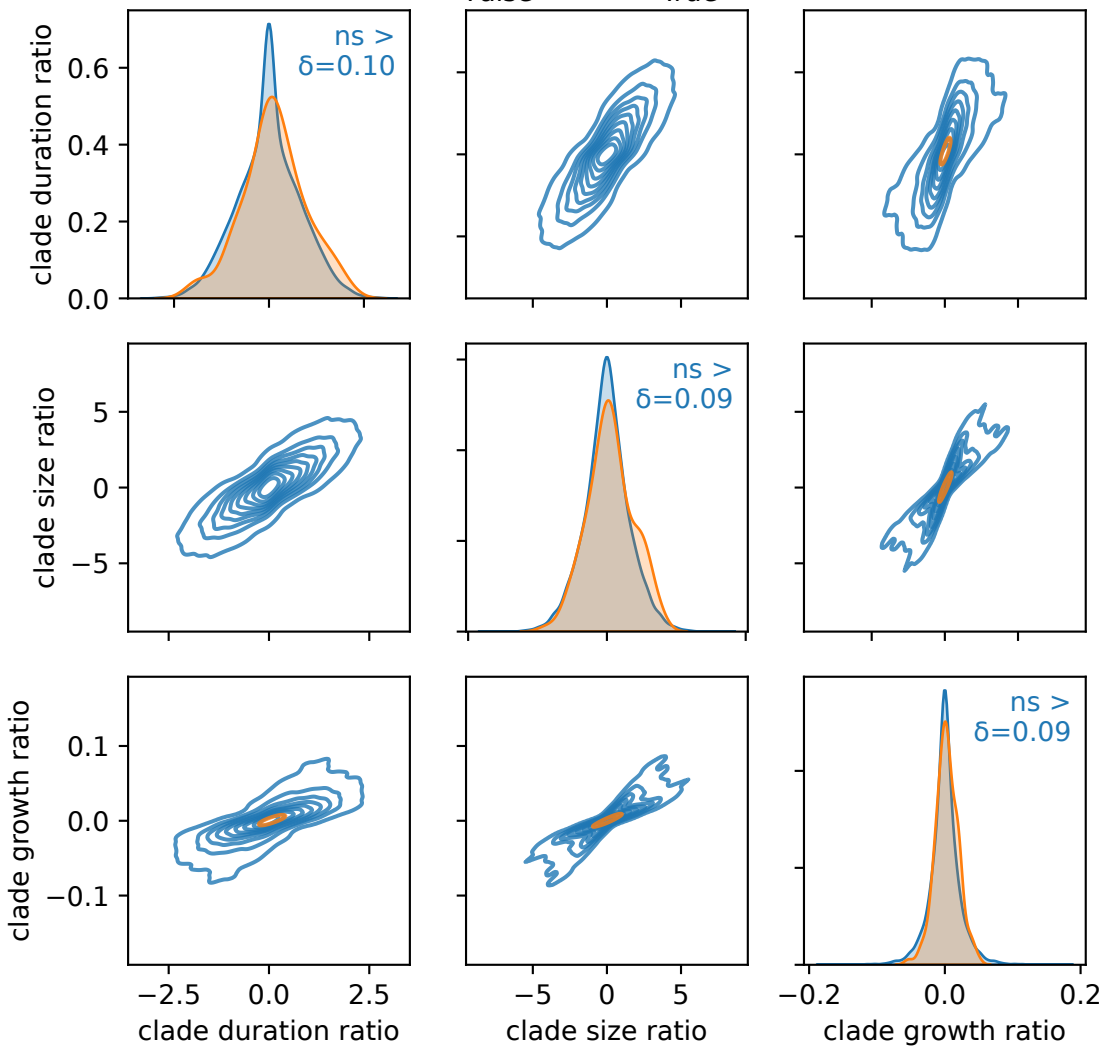 ns >
δ=0.10
0.6
0.4
0.2
0.0
clade duration ratio
ns >
δ=0.09
5
0
−5
clade size ratio
ns >
δ=0.09
0.1
0.0
−0.1
clade growth ratio
−2.5
0.0
2.5
clade duration ratio
−5
0
5
clade size ratio
−0.2
0.0
0.2
clade growth ratio